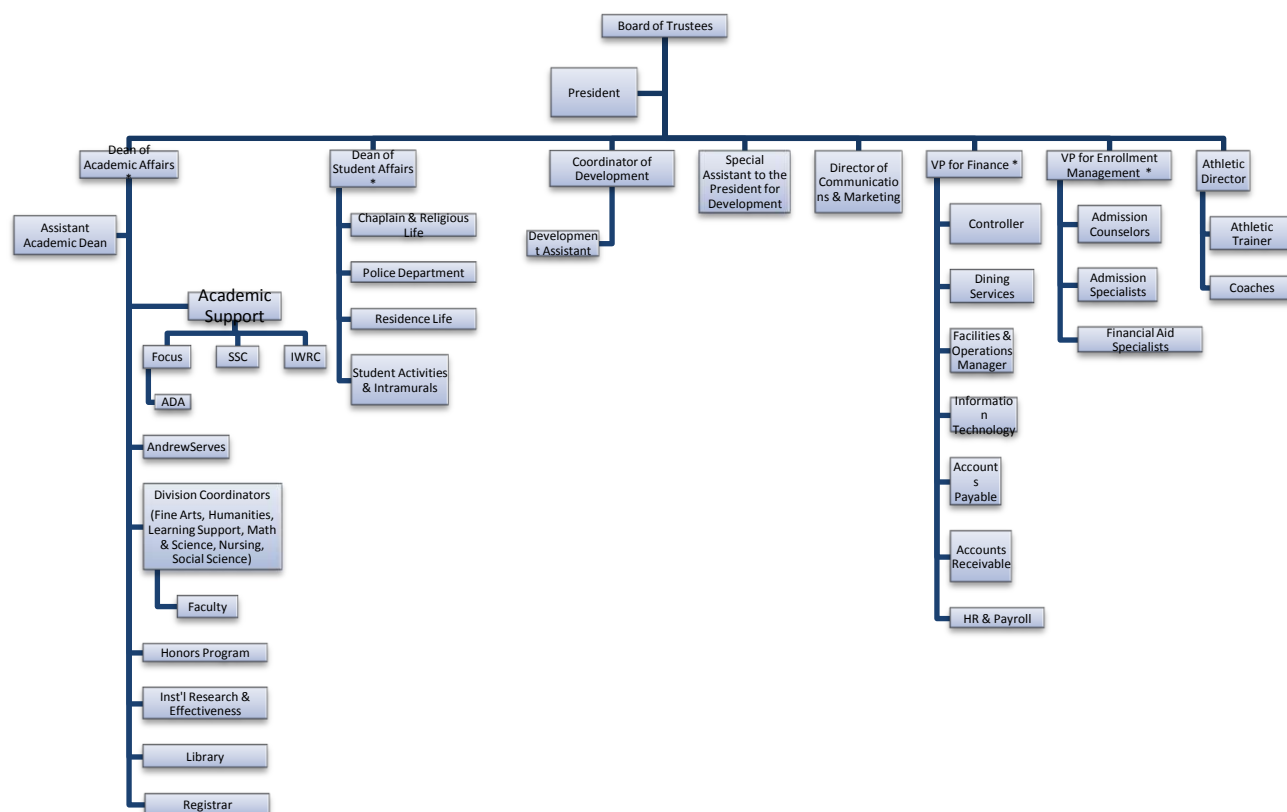 Board of Trustees
President
Dean of
Academic Affairs
*
Dean of
Student Affairs
*
Coordinator of
Development
Special
Assistant to the
President for
Development
Director of
Communicatio
ns & Marketing
VP for Finance *
VP for Enrollment
Management *
Athletic
Director
Assistant
Academic Dean
Academic
Support
Focus
SSC
IWRC
ADA
AndrewServes
Division Coordinators
(Fine Arts, Humanities,
Learning Support, Math
& Science, Nursing,
Social Science)
Faculty
Honors Program
Inst'l Research &
Effectiveness
Library
Registrar
Chaplain & Religious
Life
Police Department
Residence Life
Student Activities
& Intramurals
Developmen
t Assistant
Controller
Dining
Services
Facilities &
Operations
Manager
Informatio
n
Technology
Account
s
Payable
Accounts
Receivable
HR & Payroll
Admission
Counselors
Admission
Specialists
Financial Aid
Specialists
Athletic
Trainer
Coaches